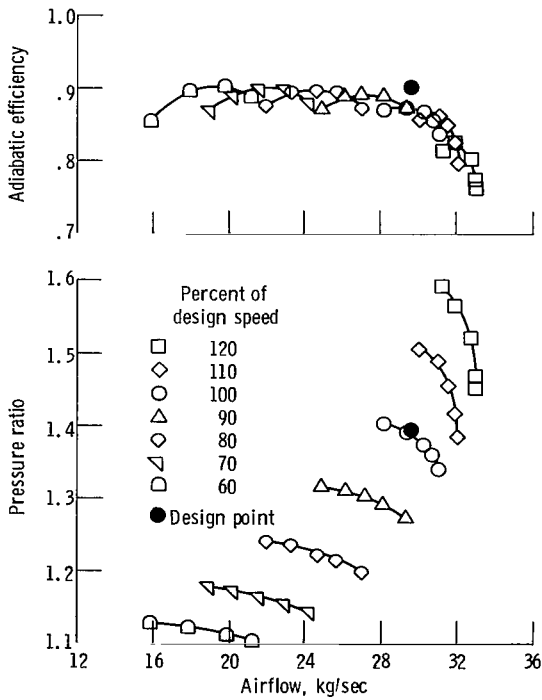 Adiabatic efficiency
1.0
.9
.8
.7
Pressure ratio
1.6
1.5
1.4
1.3
1.2
1.1
Percent of
design speed
120
110
100
90
80
70
60
Design point
12 16 20 24 28 32 36
Airflow, kg/sec